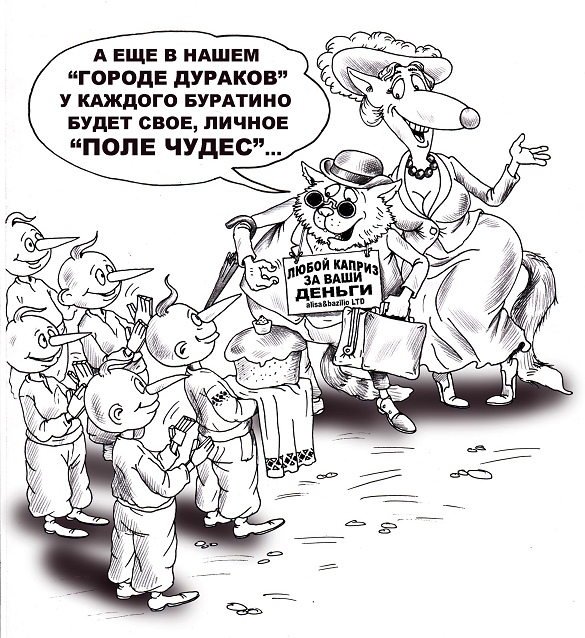 А ЕЩЕ В НАШЕМ
“ГОРОДЕ ДУРАКОВ”
У КАЖДОГО БУРАТИНО
БУДЕТ СВОЕ, ЛИЧНОЕ
“ПОЛЕ ЧУДЕС”...
ЛЮБОЙ КАПРИЗ
ЗА ВАШИ
ДЕНЬГИ
alisa&bazilio LTD